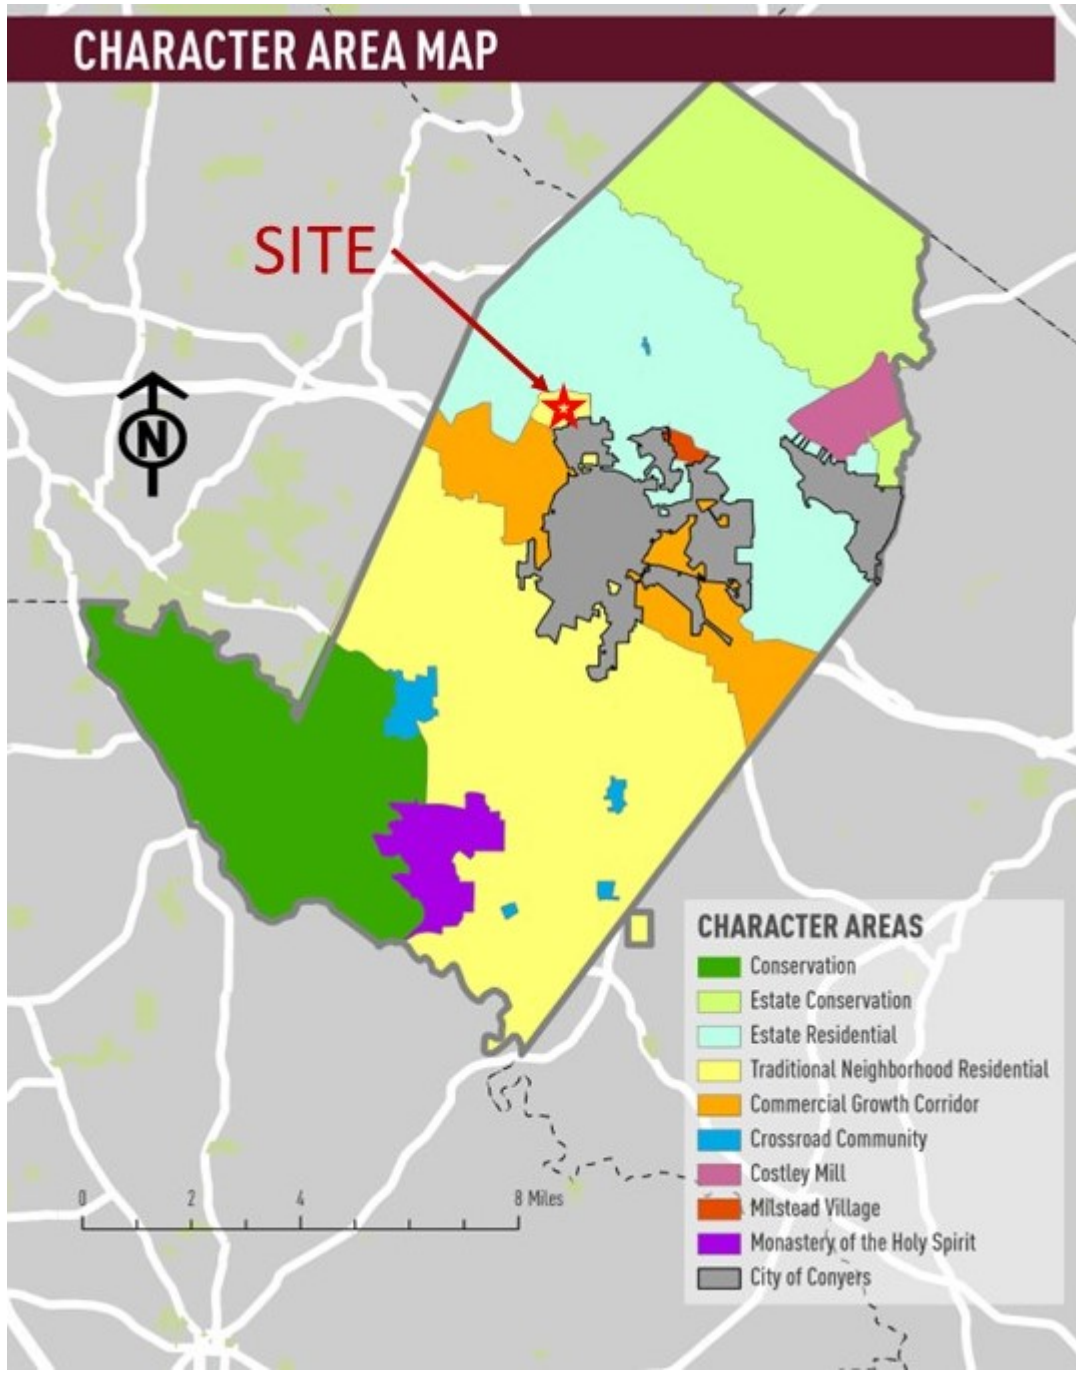 CHARACTER AREA MAP
SITE
N
CHARACTER AREAS
Conservation
Estate Conservation
Estate Residential
Traditional Neighborhood Residential
Commercial Growth Corridor
Crossroad Community
Costley Mill
Milstead Village
Monastery of the Holy Spirit
City of Conyers
0 2 4 8 Miles